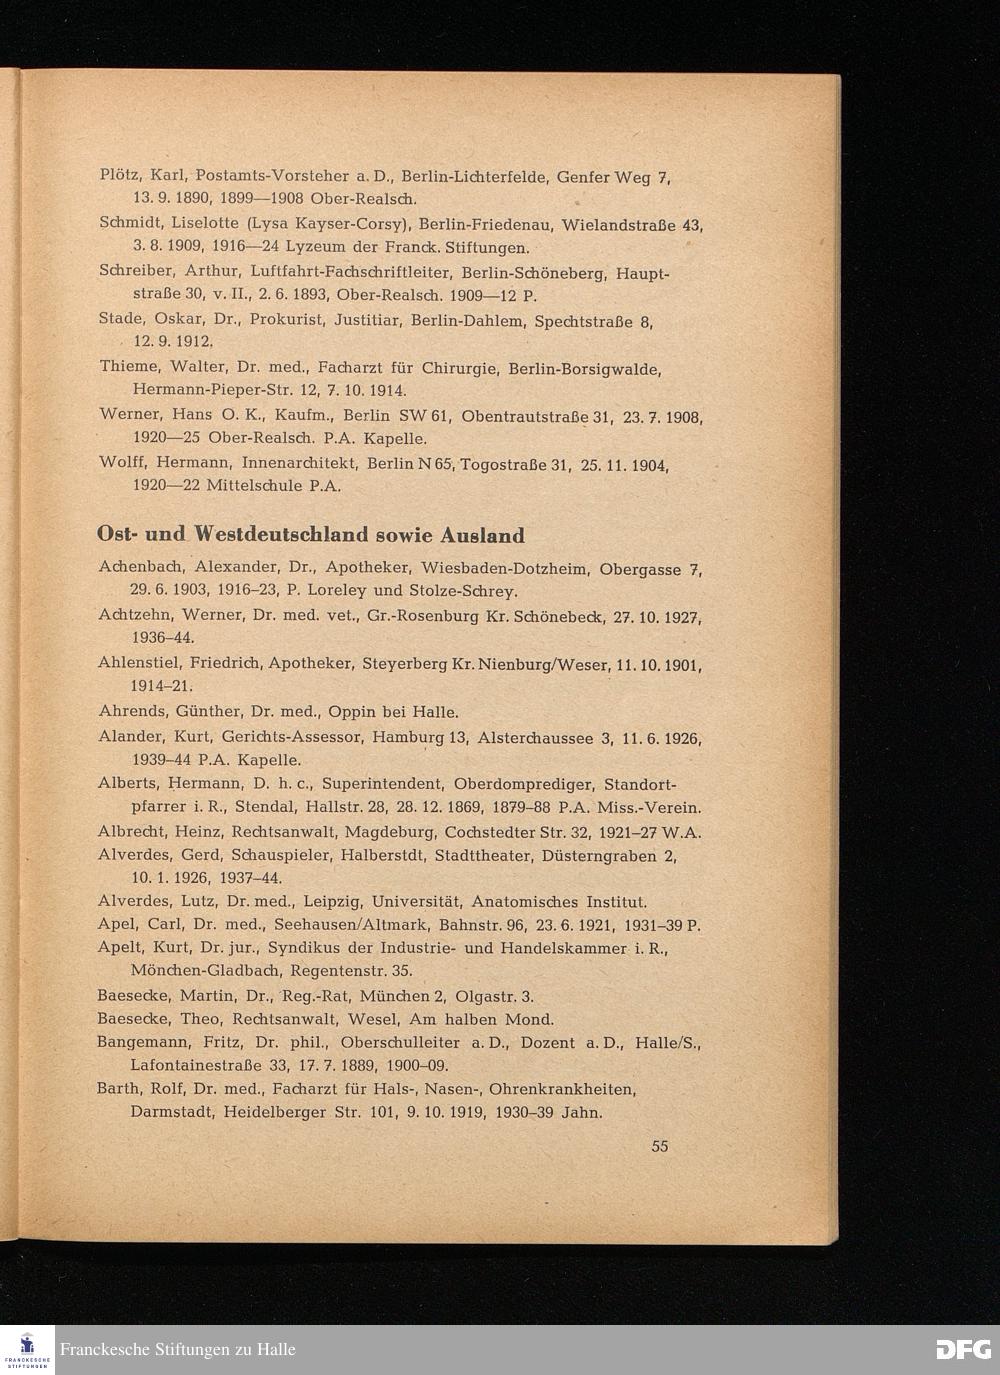 Plötz, Karl, Postamts-Vorsteher a. D., Berlin-Lichterfelde, Genfer Weg 7,
13. 9. 1890, 1899—1908 Ober-Realsch.
Schmidt, Liselotte (Lysa Kayser-Corsy), Berlin-Friedenau, Wielandstraße 43,
3. 8. 1909, 1916—24 Lyzeum der Franck. Stiftungen.
Schreiber, Arthur, Luftfahrt-Fachschriftleiter, Berlin-Schöneberg, Haupt-
straße 30, v. II., 2. 6. 1893, Ober-Realsch. 1909—12 P.
Stade, Oskar, Dr., Prokurist, Justitiar, Berlin-Dahlem, Spechtstraße 8,
12. 9. 1912.
Thieme, Walter, Dr. med., Facharzt für Chirurgie, Berlin-Borsigwalde,
Hermann-Pieper-Str. 12, 7. 10. 1914.
Werner, Hans O. K., Kaufm., Berlin SW 61, Obentrautstraße 31, 23. 7. 1908,
1920—25 Ober-Realsch. P.A. Kapelle.
Wolff, Hermann, Innenarchitekt, Berlin N 65, Togostraße 31, 25. 11. 1904,
1920—22 Mittelschule P.A.
Ost- und Westdeutschland sowie Ausland
Achenbach, Alexander, Dr., Apotheker, Wiesbaden-Dotzheim, Obergasse 7,
29. 6. 1903, 1916–23, P. Loreley und Stolze-Schrey.
Achtzehn, Werner, Dr. med. vet., Gr.-Rosenburg Kr. Schönebeck, 27. 10. 1927,
1936–44.
Ahlenstiel, Friedrich, Apotheker, Steyerberg Kr. Nienburg/Weser, 11. 10. 1901,
1914–21.
Ahrends, Günther, Dr. med., Oppin bei Halle.
Alander, Kurt, Gerichts-Assessor, Hamburg 13, Alsterchaussee 3, 11. 6. 1926,
1939–44 P.A. Kapelle.
Alberts, Hermann, D. h. c., Superintendent, Oberdomprediger, Standort-
pfarrer i. R., Stendal, Hallstr. 28, 28. 12. 1869, 1879–88 P.A. Miss.-Verein.
Albrecht, Heinz, Rechtsanwalt, Magdeburg, Cochstedter Str. 32, 1921–27 W.A.
Alverdes, Gerd, Schauspieler, Halberstdt, Stadttheater, Düsterngraben 2,
10. 1. 1926, 1937–44.
Alverdes, Lutz, Dr. med., Leipzig, Universität, Anatomisches Institut.
Apel, Carl, Dr. med., Seehausen/Altmark, Bahnstr. 96, 23. 6. 1921, 1931–39 P.
Apelt, Kurt, Dr. jur., Syndikus der Industrie- und Handelskammer i. R.,
Mönchen-Gladbach, Regentenstr. 35.
Baesecke, Martin, Dr., Reg.-Rat, München 2, Olgastr. 3.
Baesecke, Theo, Rechtsanwalt, Wesel, Am halben Mond.
Bangemann, Fritz, Dr. phil., Oberschulleiter a. D., Dozent a. D., Halle/S.,
Lafontainestraße 33, 17. 7. 1889, 1900–09.
Barth, Rolf, Dr. med., Facharzt für Hals-, Nasen-, Ohrenkrankheiten,
Darmstadt, Heidelberger Str. 101, 9. 10. 1919, 1930–39 Jahn.
55
FRANCKESCHE
STIFTUNGEN
Franckesche Stiftungen zu Halle
DFG